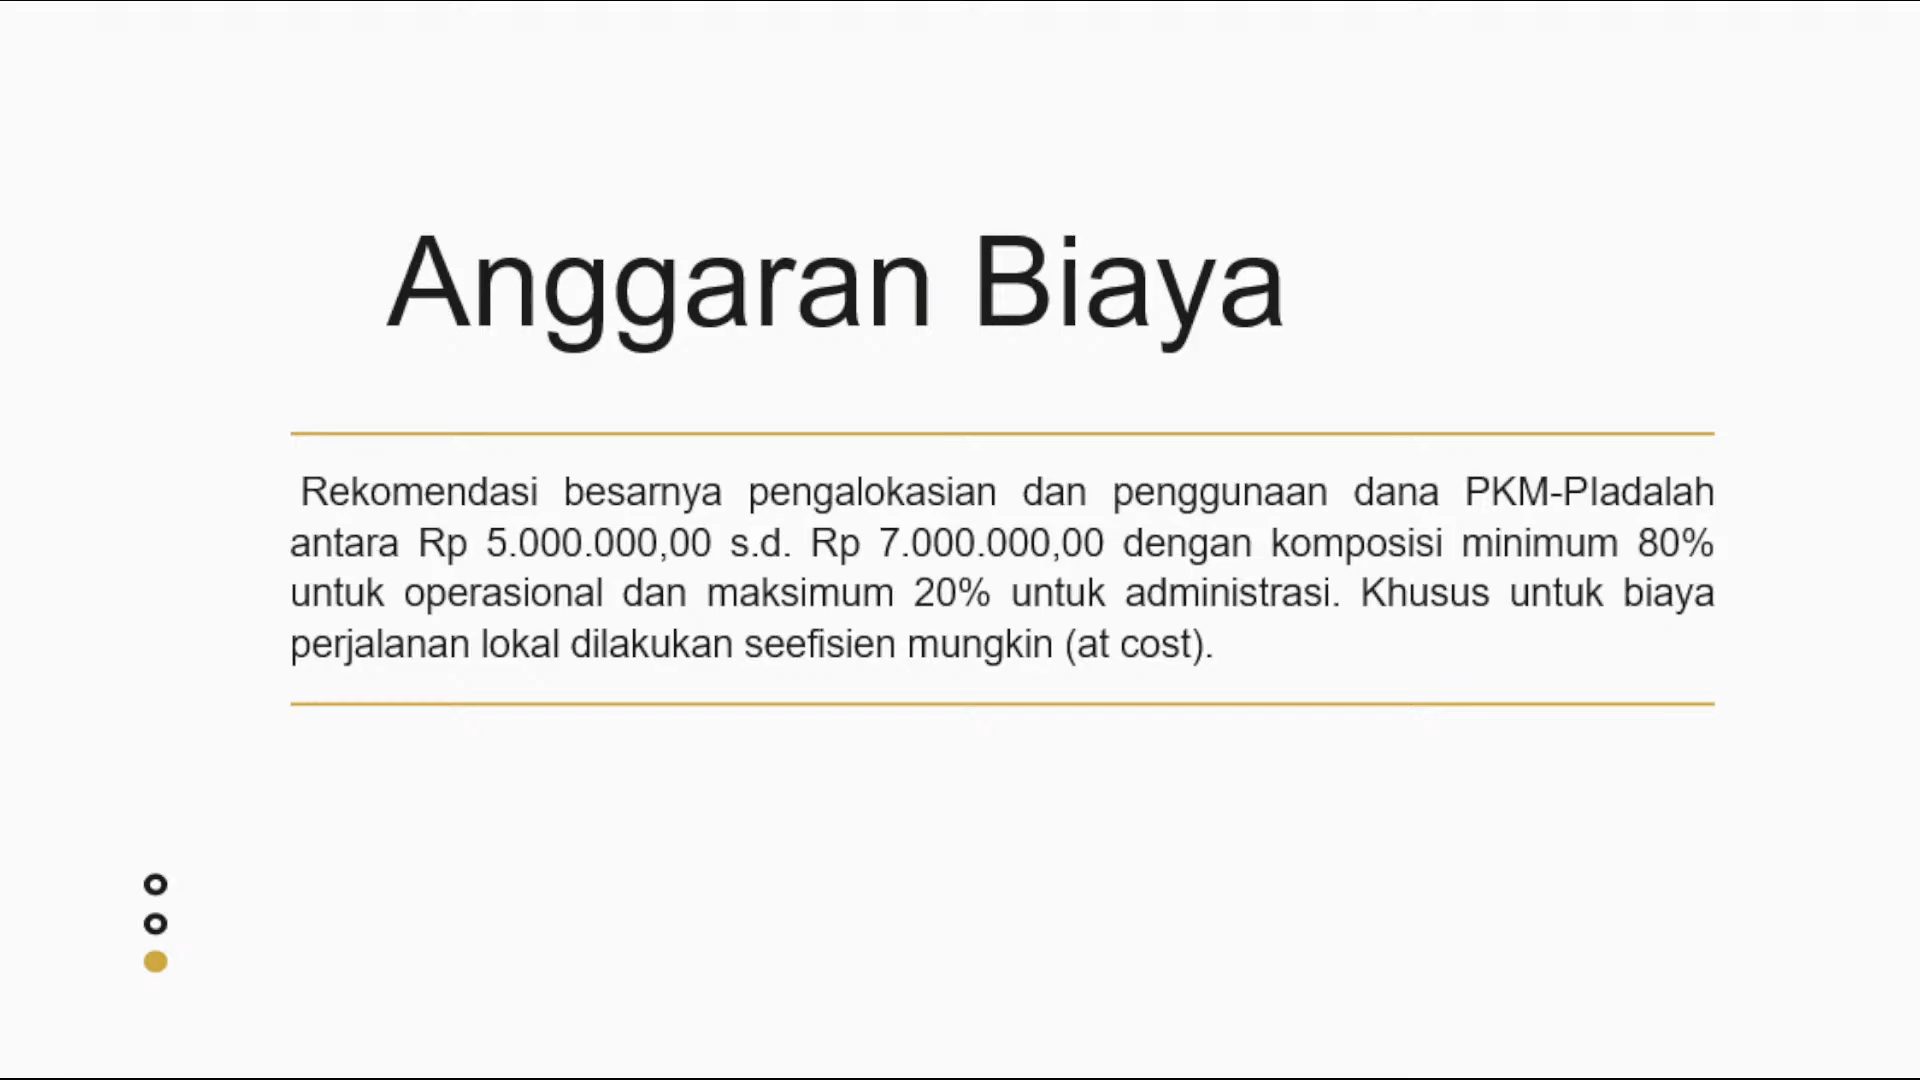 Anggaran Biaya
Rekomendasi besarnya pengalokasian dan penggunaan dana PKM-PIadalah
antara Rp 5.000.000,00 s.d. Rp 7.000.000,00 dengan komposisi minimum 80%
untuk operasional dan maksimum 20% untuk administrasi. Khusus untuk biaya
perjalanan lokal dilakukan seefisien mungkin (at cost).